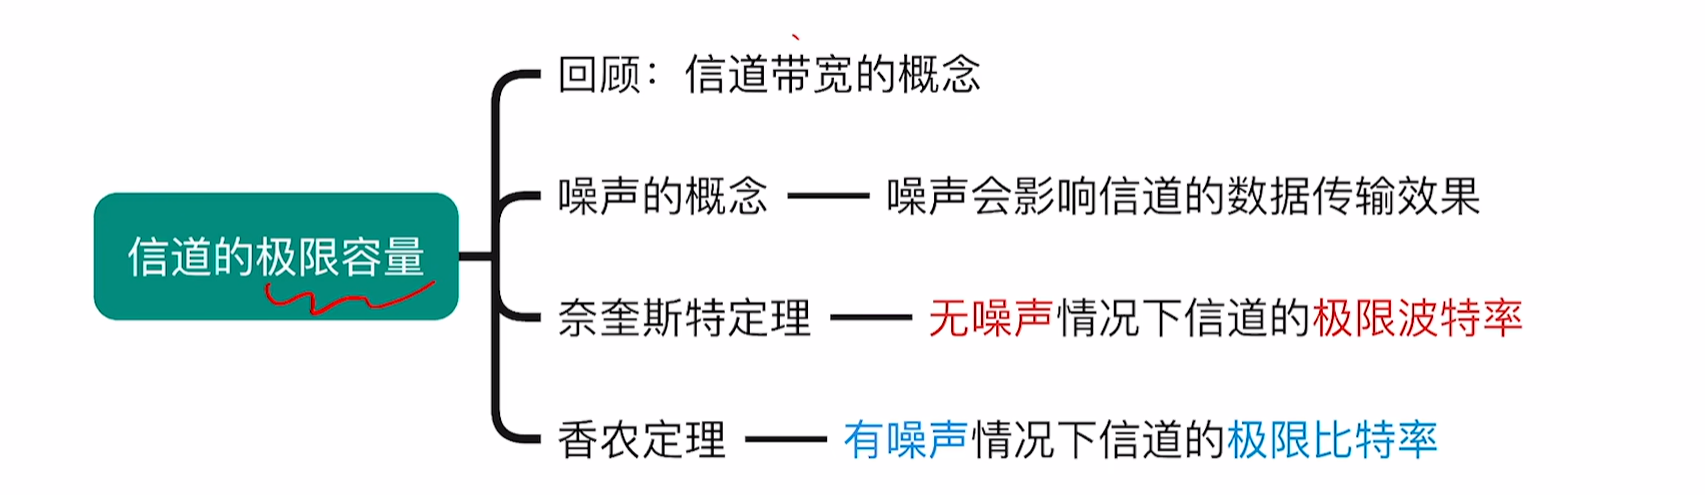 回顾：信道带宽的概念
噪声的概念 —— 噪声会影响信道的数据传输效果
信道的极限容量
奈奎斯特定理 —— 无噪声情况下信道的极限波特率
香农定理 —— 有噪声情况下信道的极限比特率